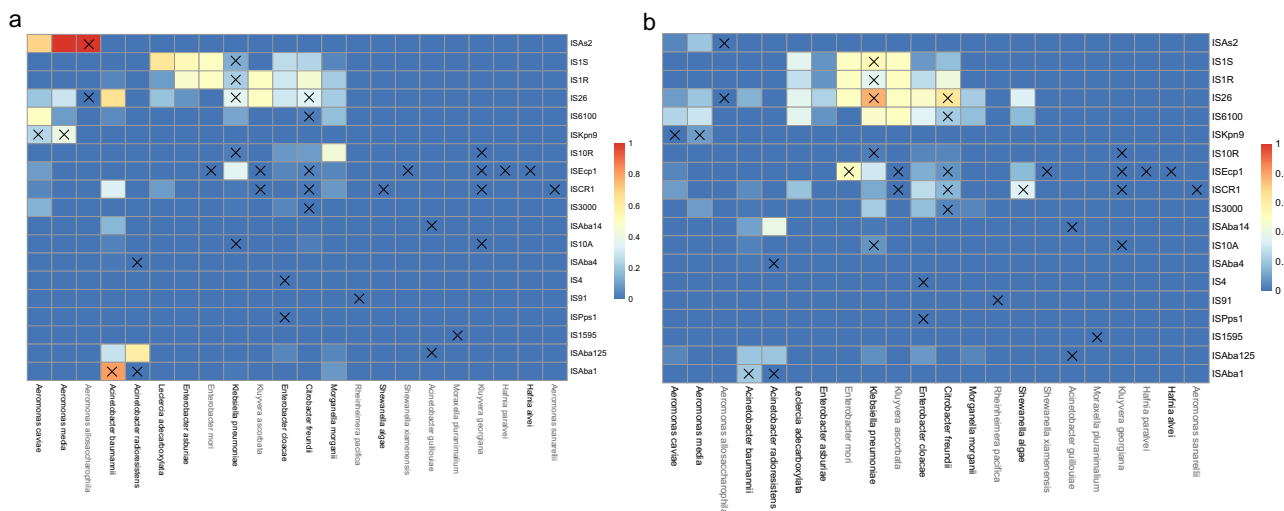 a
ISAs2
IS1S
IS1R
IS26
IS6100
ISKpn9
IS10R
ISEcp1
ISCR1
IS3000
ISAba14
IS10A
ISAba4
IS4
IS91
ISPps1
IS1595
ISAba125
ISAba1
1
0.8
0.6
0.4
0.2
0
Aeromonas caviae
Aeromonas media
Aeromonas allosaccharophila
Acinetobacter baumannii
Acinetobacter radioresistens
Leclercia adecarboxylata
Enterobacter asburiae
Enterobacter mori
Klebsiella pneumoniae
Kluyvera ascorbata
Enterobacter cloacae
Citrobacter freundii
Morganella morganii
Rheinheimera pacifica
Shewanella algae
Shewanella xiamenensis
Acinetobacter guillouiae
Moraxella pluranimalium
Kluyvera georgiana
Hafnia paralvei
Hafnia alvei
Aeromonas sanarellii
b
ISAs2
IS1S
IS1R
IS26
IS6100
ISKpn9
IS10R
ISEcp1
ISCR1
IS3000
ISAba14
IS10A
ISAba4
IS4
IS91
ISPps1
IS1595
ISAba125
ISAba1
1
0.
0.
0.
0.
0
Aeromonas caviae
Aeromonas media
Aeromonas allosaccharophila
Acinetobacter baumannii
Acinetobacter radioresistens
Leclercia adecarboxylata
Enterobacter asburiae
Enterobacter mori
Klebsiella pneumoniae
Kluyvera ascorbata
Enterobacter cloacae
Citrobacter freundii
Morganella morganii
Rheinheimera pacifica
Shewanella algae
Shewanella xiamenensis
Acinetobacter guillouiae
Moraxella pluranimalium
Kluyvera georgiana
Hafnia paralvei
Hafnia alvei
Aeromonas sanarellii